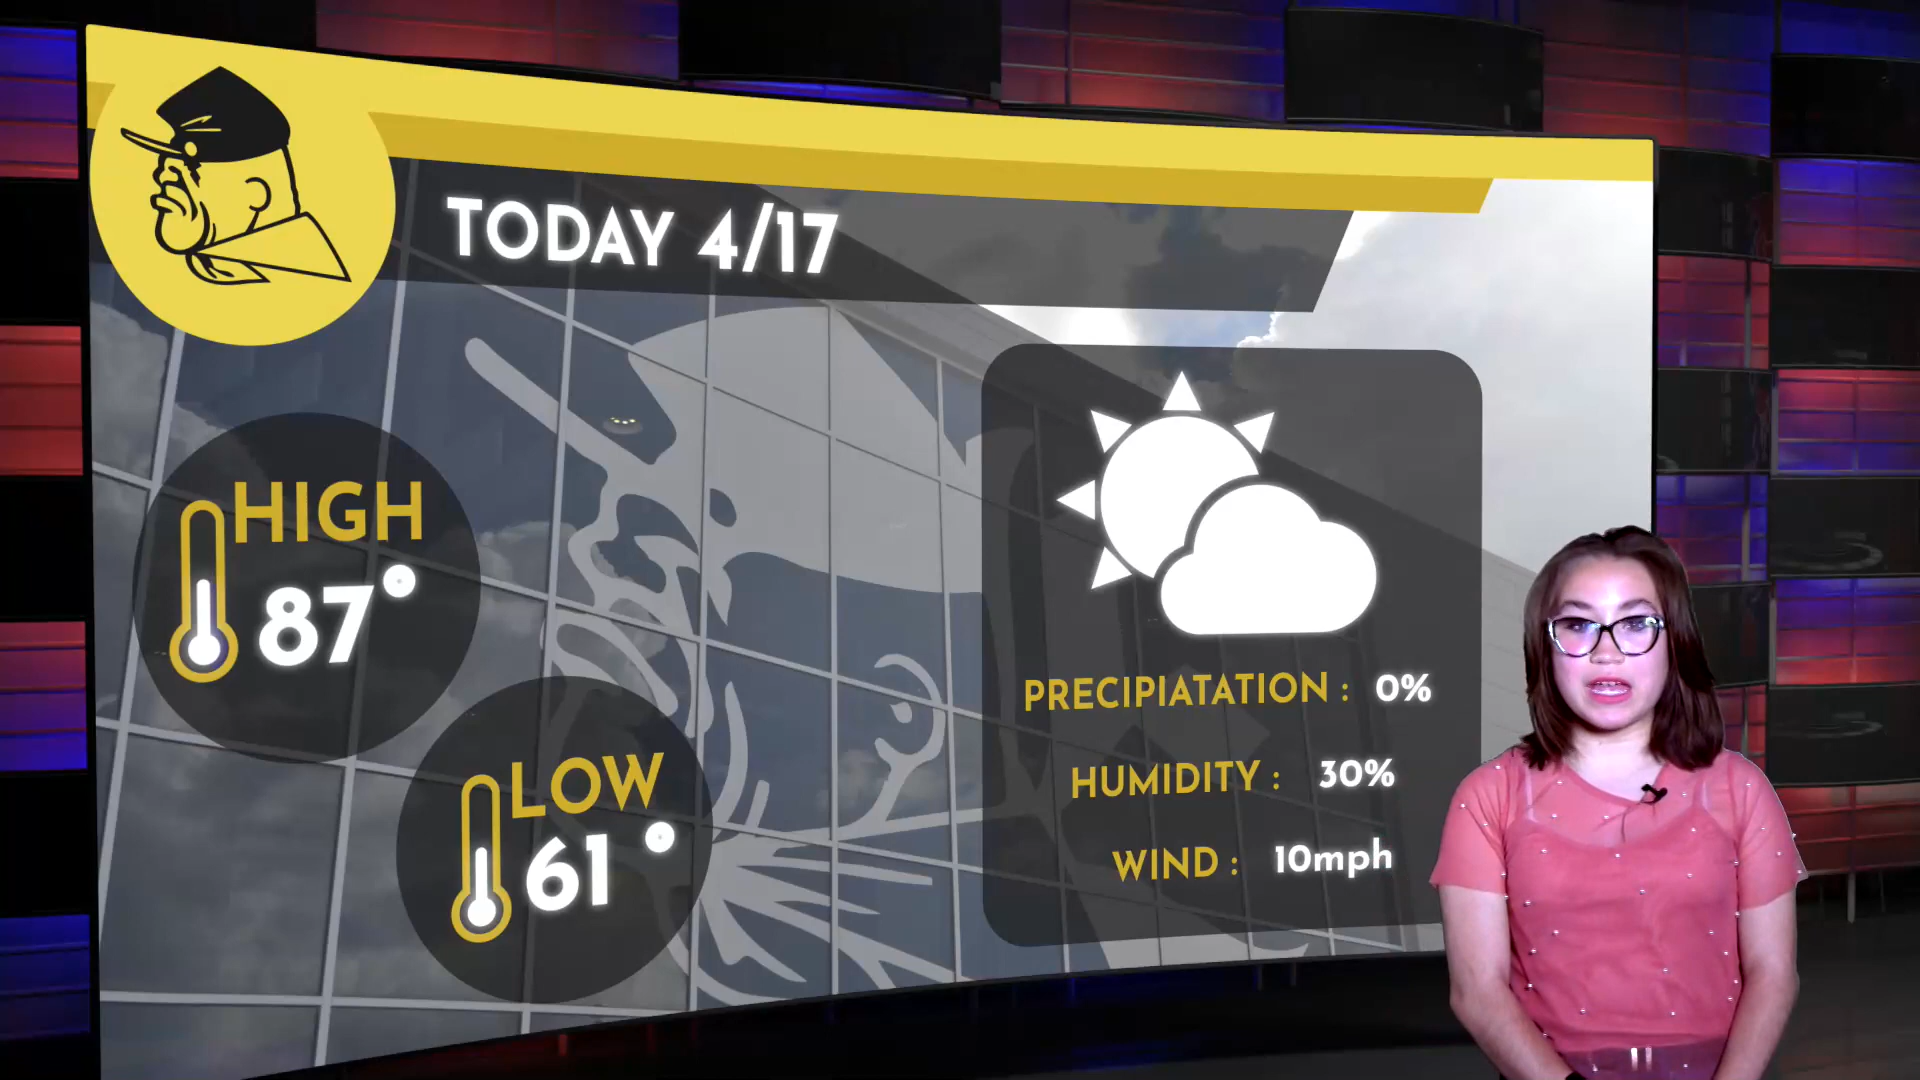 TODAY 4/17
HIGH
87°
LOW
61°
PRECIPIATATION : 0%
HUMIDITY : 30%
WIND : 10mph